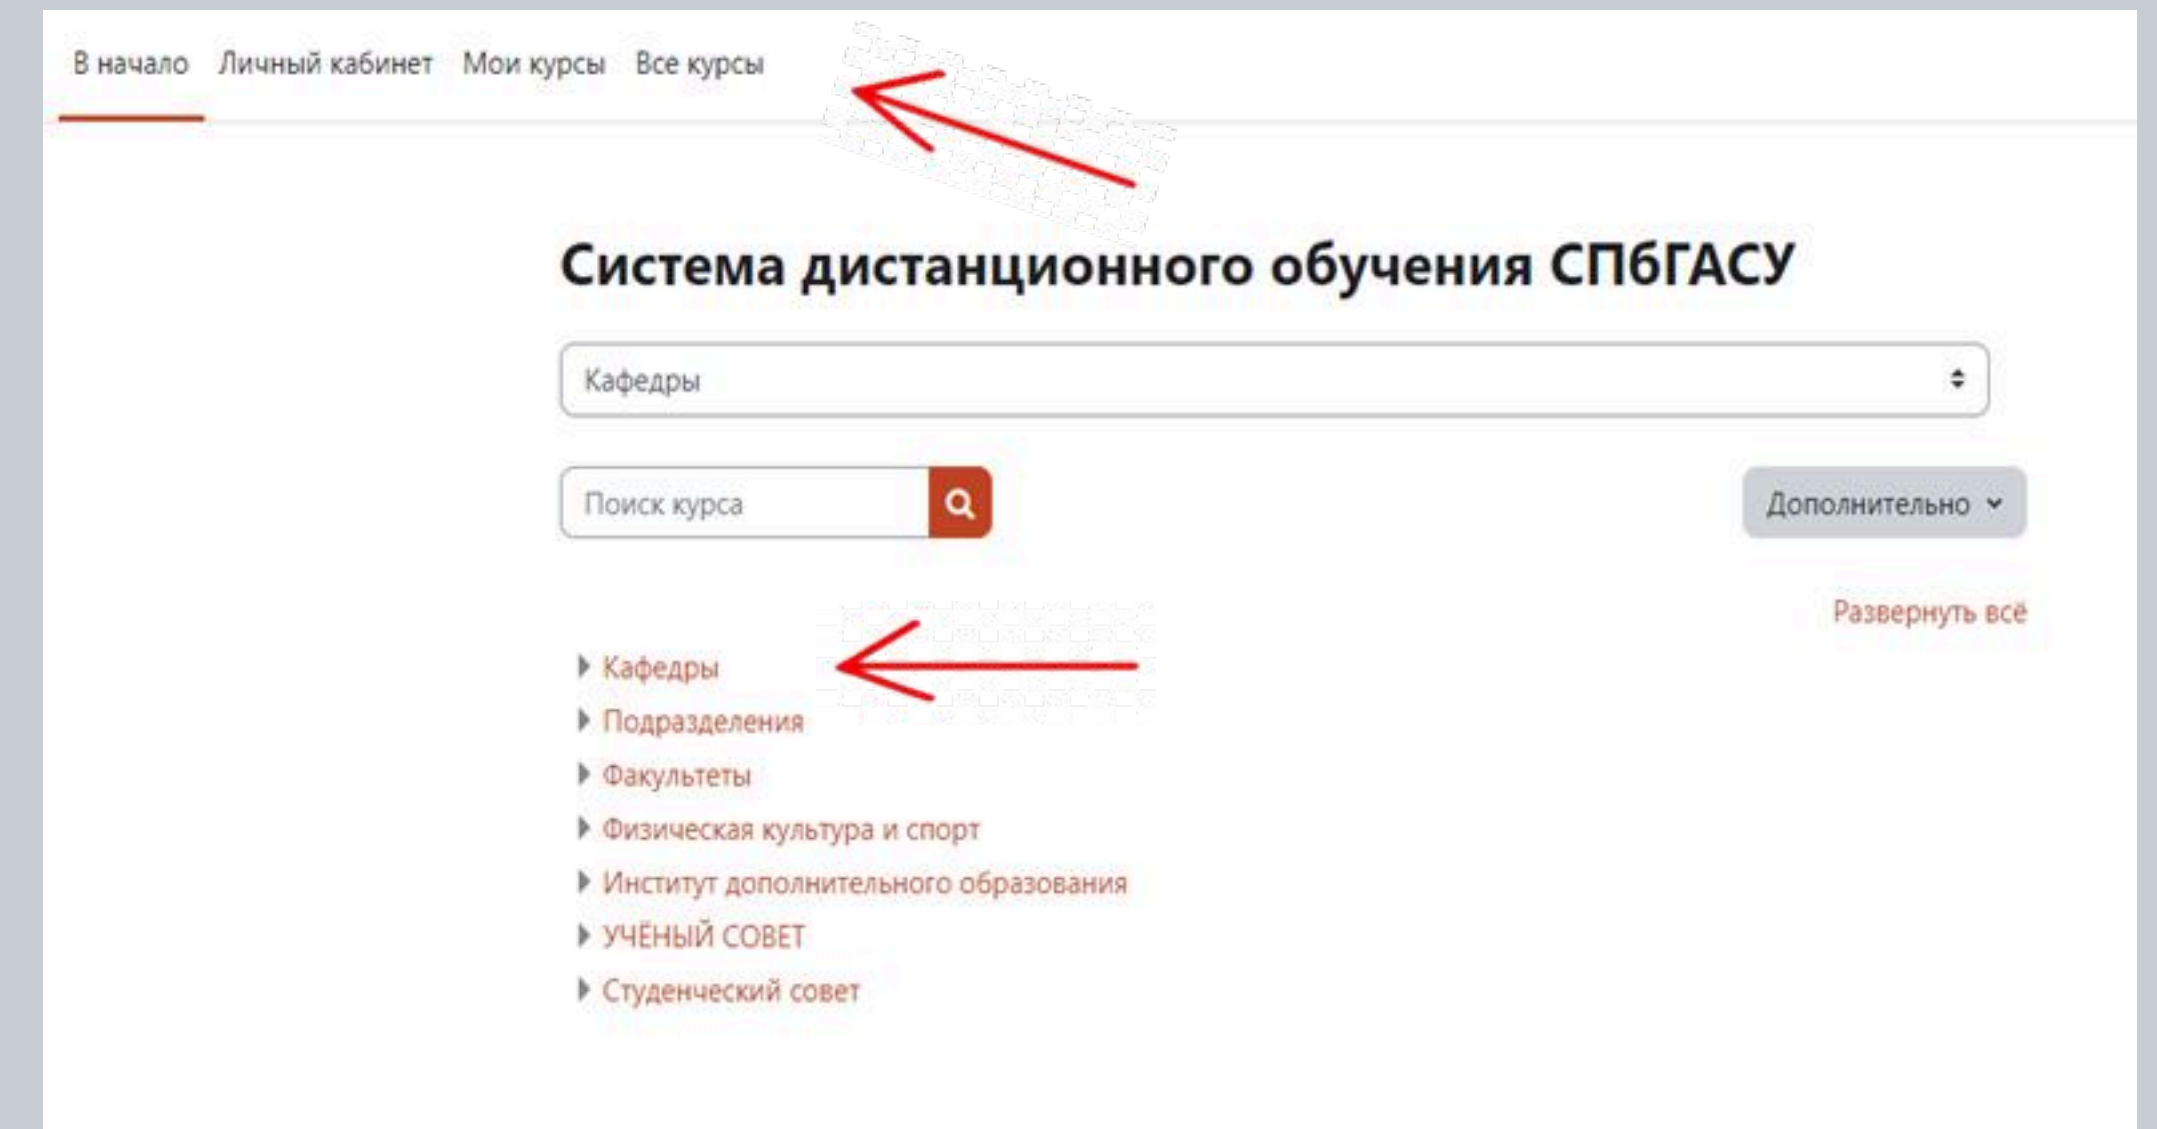 В начало Личный кабинет Мои курсы Все курсы
Система дистанционного обучения СПбГАСУ
Кафедры
Поиск курса
Дополнительно
Развернуть всё
Кафедры
Подразделения
Факультеты
Физическая культура и спорт
Институт дополнительного образования
УЧЁНЫЙ СОВЕТ
Студенческий совет